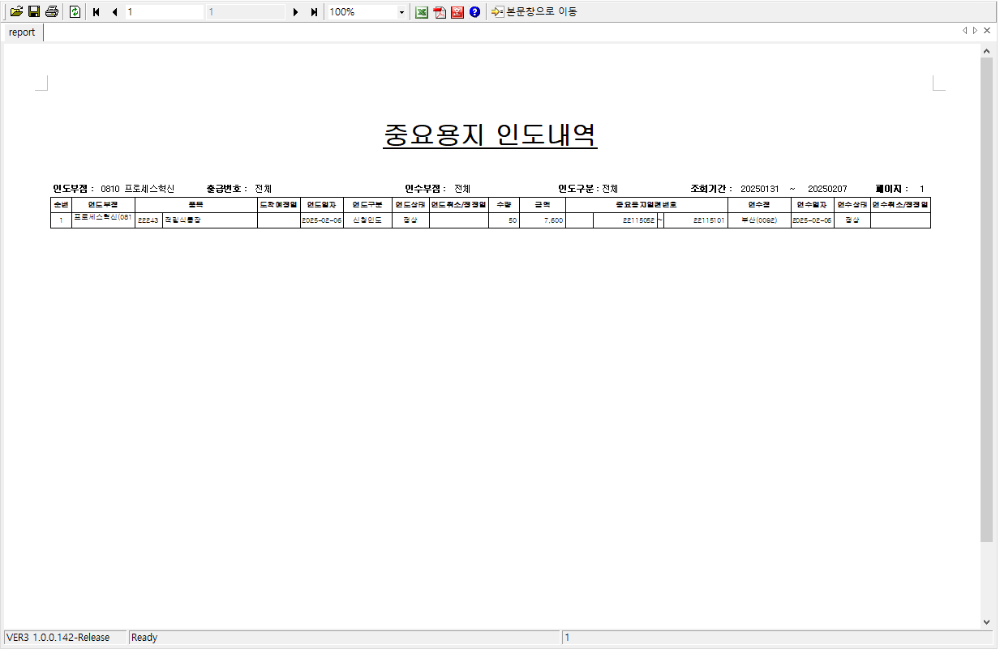 1 1 100% 본문창으로 이동
report
중요용지 인도내역
인도부점 : 0810 프로세스혁신 출급번호 : 전체 인수부점 : 전체 인도구분 : 전체 조회기간 : 20250131 ~ 20250207 페이지 : 1
순번 인도부점 품목 도착예정일 인도일자 인도구분 인도상태 인도취소/정정일 수량 금액 중요용지일련번호 인수점 인수일자 인수상태 인수취소/정정일
1 프로세스혁신(081 22243 적립식통장 2025-02-06 신청인도 정상 50 7,600 22115052 ~ 22115101 부산(0092) 2025-02-06 정상
VER3 1.0.0.142-Release Ready 1